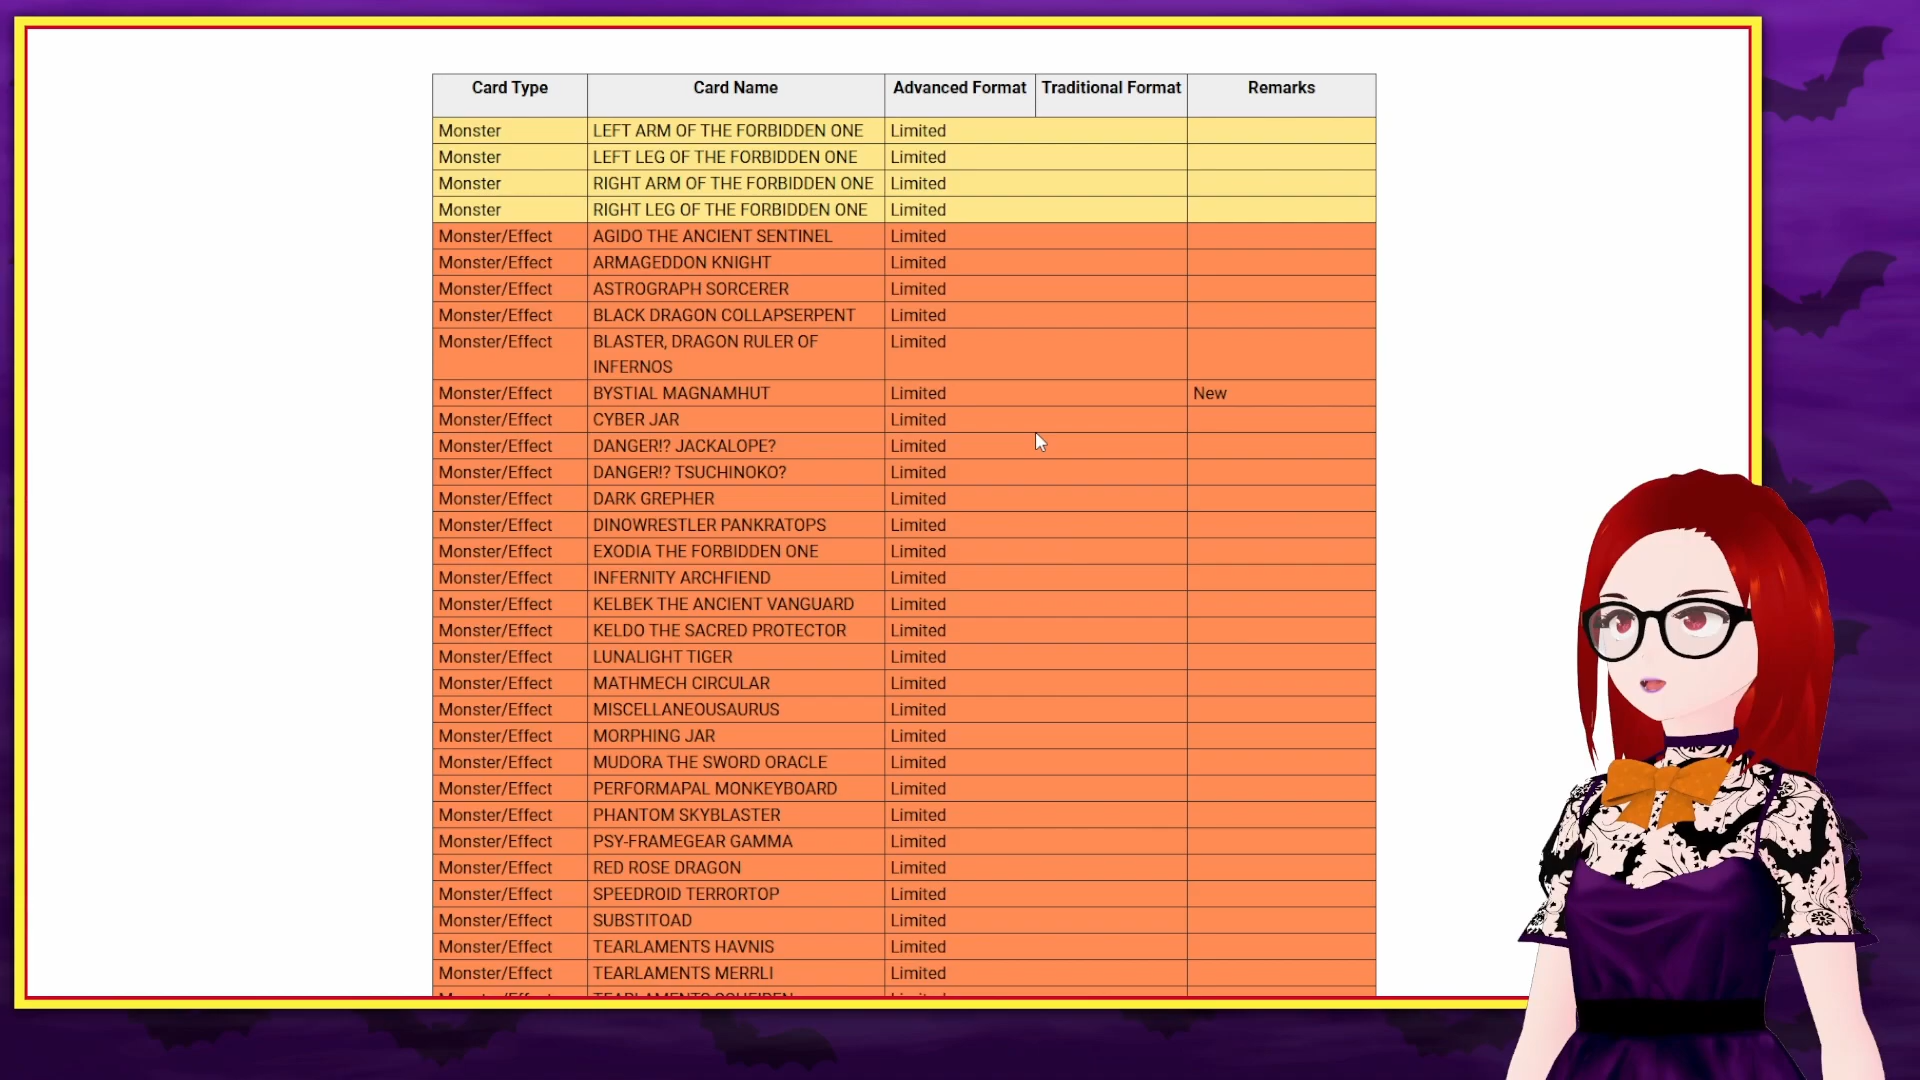 Card Type Card Name Advanced Format Traditional Format Remarks
Monster LEFT ARM OF THE FORBIDDEN ONE Limited
Monster LEFT LEG OF THE FORBIDDEN ONE Limited
Monster RIGHT ARM OF THE FORBIDDEN ONE Limited
Monster RIGHT LEG OF THE FORBIDDEN ONE Limited
Monster/Effect AGIDO THE ANCIENT SENTINEL Limited
Monster/Effect ARMAGEDDON KNIGHT Limited
Monster/Effect ASTROGRAPH SORCERER Limited
Monster/Effect BLACK DRAGON COLLAPSERPENT Limited
Monster/Effect BLASTER, DRAGON RULER OF Limited
INFERNOS
Monster/Effect BYSTIAL MAGNAMHUT Limited New
Monster/Effect CYBER JAR Limited
Monster/Effect DANGER!? JACKALOPE? Limited
Monster/Effect DANGER!? TSUCHINOKO? Limited
Monster/Effect DARK GREPHER Limited
Monster/Effect DINOWRESTLER PANKRATOPS Limited
Monster/Effect EXODIA THE FORBIDDEN ONE Limited
Monster/Effect INFERNITY ARCHFIEND Limited
Monster/Effect KELBEK THE ANCIENT VANGUARD Limited
Monster/Effect KELDO THE SACRED PROTECTOR Limited
Monster/Effect LUNALIGHT TIGER Limited
Monster/Effect MATHMECH CIRCULAR Limited
Monster/Effect MISCELLANEOUSAURUS Limited
Monster/Effect MORPHING JAR Limited
Monster/Effect MUDORA THE SWORD ORACLE Limited
Monster/Effect PERFORMAPAL MONKEYBOARD Limited
Monster/Effect PHANTOM SKYBLASTER Limited
Monster/Effect PSY-FRAMEGEAR GAMMA Limited
Monster/Effect RED ROSE DRAGON Limited
Monster/Effect SPEEDROID TERRORTOP Limited
Monster/Effect SUBSTITOAD Limited
Monster/Effect TEARLAMENTS HAVNIS Limited
Monster/Effect TEARLAMENTS MERRLI Limited